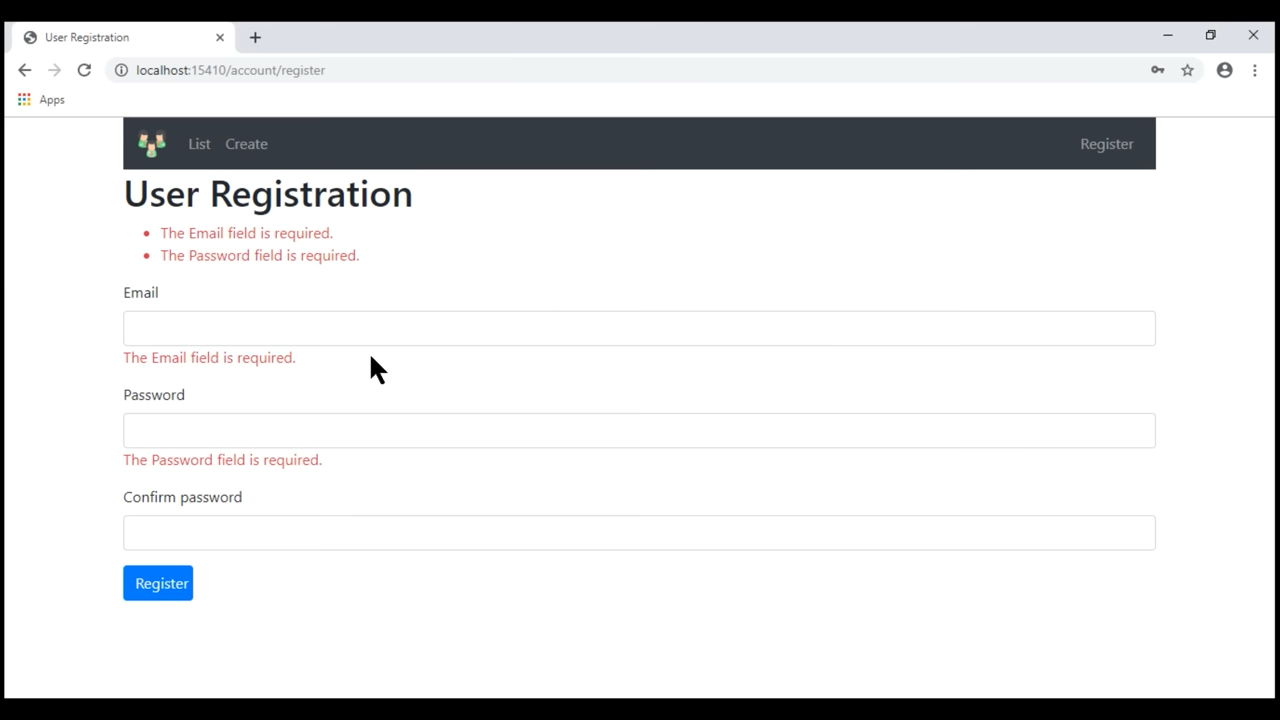 User Registration
localhost:15410/account/register
Apps
List Create Register
User Registration
The Email field is required.
The Password field is required.
Email
The Email field is required.
Password
The Password field is required.
Confirm password
Register